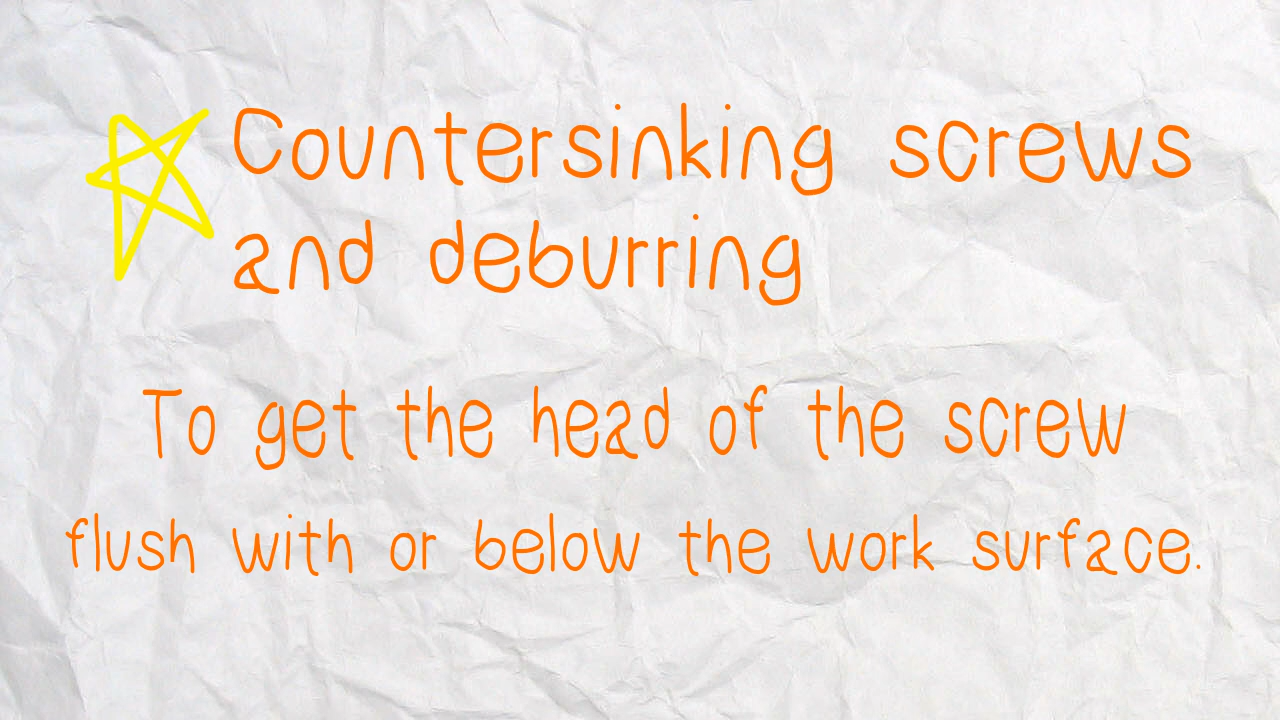 Countersinking screws
and deburring
To get the head of the screw
flush with or below the work surface.